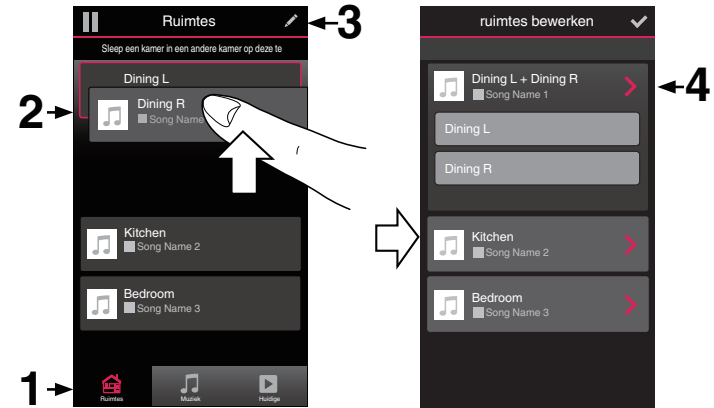 Ruimtes
3
Sleep een kamer in een andere kamer op deze te
2
Dining L
Dining R
Song Name
Kitchen
Song Name 2
Bedroom
Song Name 3
1
Ruimtes
Muziek
Huidige
ruimtes bewerken
4
Dining L + Dining R
Song Name 1
Dining L
Dining R
Kitchen
Song Name 2
Bedroom
Song Name 3